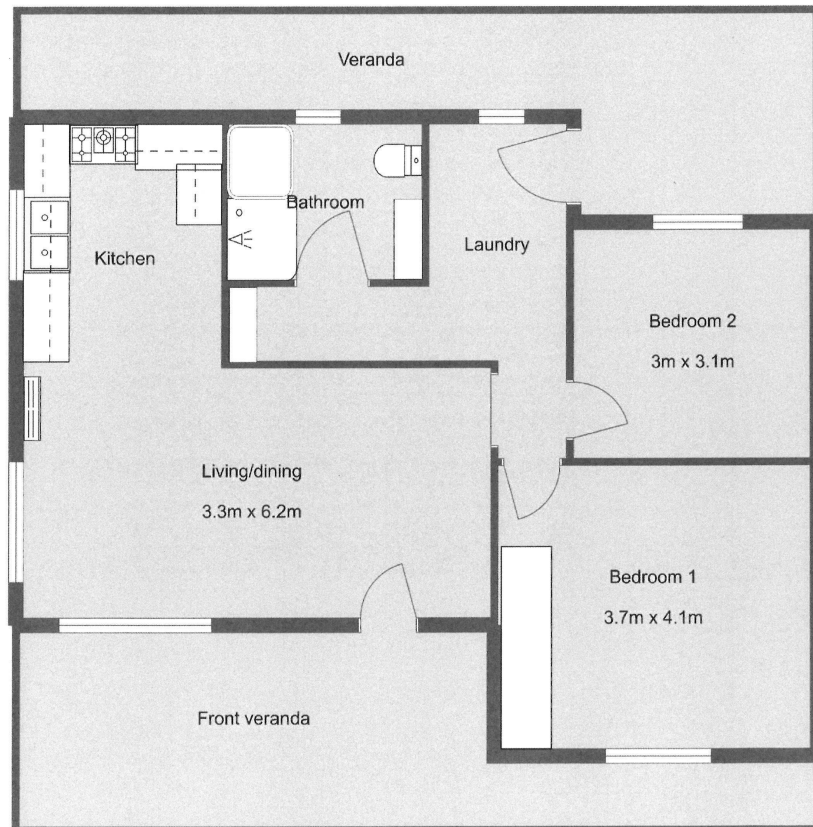 Veranda
Bathroom
Kitchen
Laundry
Bedroom 2
3m x 3.1m
Living/dining
3.3m x 6.2m
Bedroom 1
3.7m x 4.1m
Front veranda